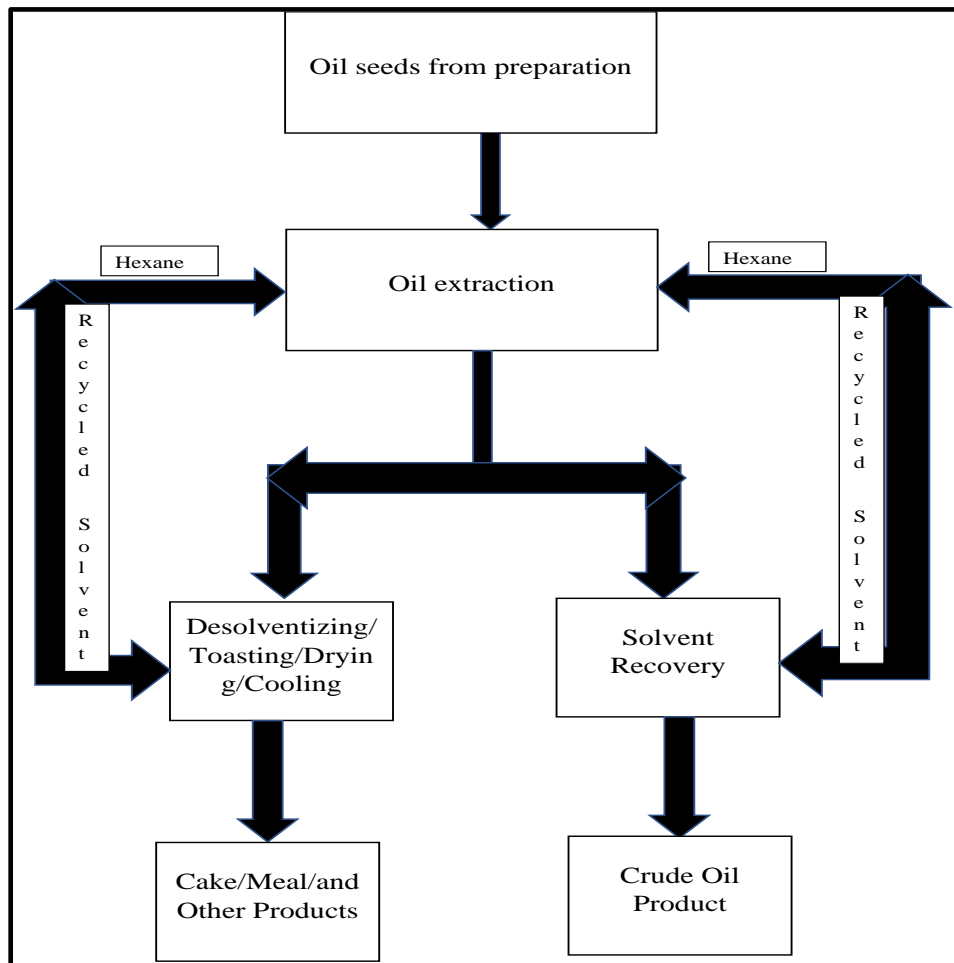 Oil seeds from preparation
Hexane
Hexane
Oil extraction
Recycled Solvent
Recycled Solvent
Desolventizing/
Toasting/Dryin
g/Cooling
Solvent
Recovery
Cake/Meal/and
Other Products
Crude Oil
Product